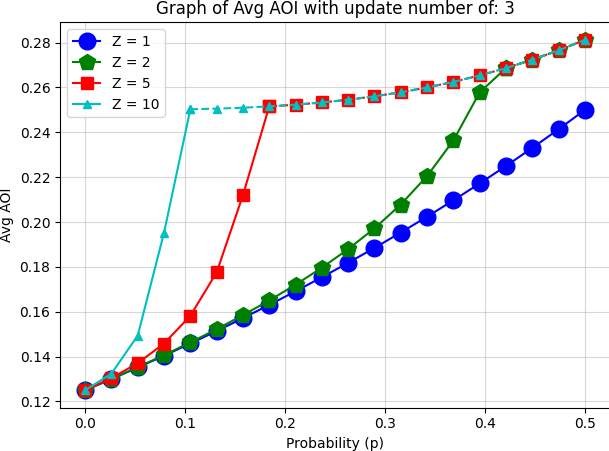 Graph of Avg AOI with update number of: 3
Z = 1
Z = 2
Z = 5
Z = 10
Avg AOI
0.28
0.26
0.24
0.22
0.20
0.18
0.16
0.14
0.12
0.0 0.1 0.2 0.3 0.4 0.5
Probability (p)